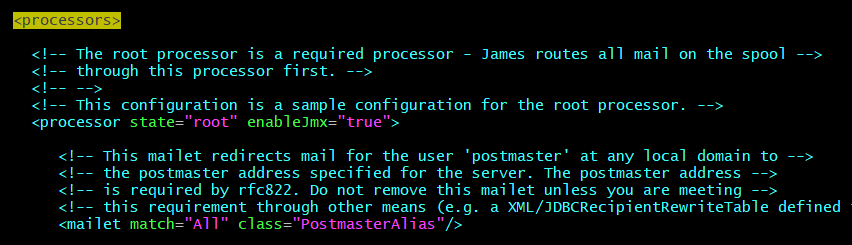 <processors>
<!-- The root processor is a required processor - James routes all mail on the spool -->
<!-- through this processor first. -->
<!-- -->
<!-- This configuration is a sample configuration for the root processor. -->
<processor state="root" enableJmx="true">
<!-- This mailet redirects mail for the user 'postmaster' at any local domain to -->
<!-- the postmaster address specified for the server. The postmaster address -->
<!-- is required by rfc822. Do not remove this mailet unless you are meeting -->
<!-- this requirement through other means (e.g. a XML/JDBCRecipientRewriteTable defined
<mailet match="All" class="PostmasterAlias"/>